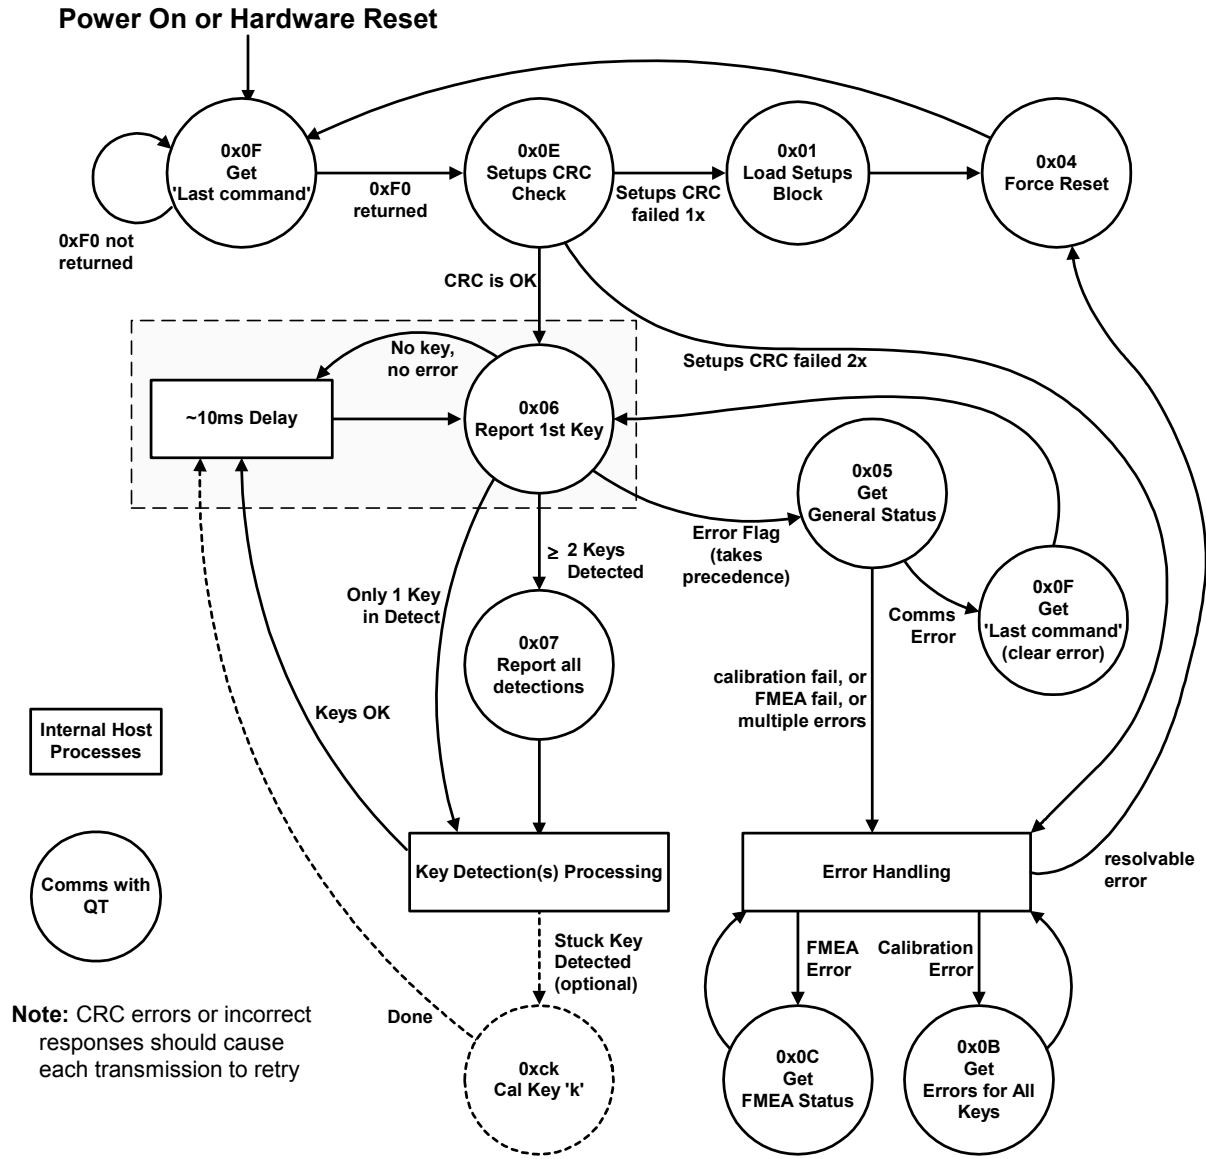 Power On or Hardware Reset
0x0F
Get
'Last command'
0xF0 not
returned
0xF0
returned
0x0E
Setups CRC
Check
Setups CRC
failed 1x
0x01
Load Setups
Block
0x04
Force Reset
CRC is OK
Setups CRC failed 2x
No key,
no error
~10ms Delay
0x06
Report 1st Key
0x05
Get
General Status
Error Flag
(takes
precedence)
≥ 2 Keys
Detected
Only 1 Key
in Detect
0x07
Report all
detections
Comms
Error
0x0F
Get
'Last command'
(clear error)
calibration fail, or
FMEA fail, or
multiple errors
Keys OK
Internal Host
Processes
Key Detection(s) Processing
Error Handling
resolvable
error
Comms with
QT
Stuck Key
Detected
(optional)
FMEA
Error
Calibration
Error
Done
Note: CRC errors or incorrect
responses should cause
each transmission to retry
0xck
Cal Key 'k'
0x0C
Get
FMEA Status
0x0B
Get
Errors for All
Keys